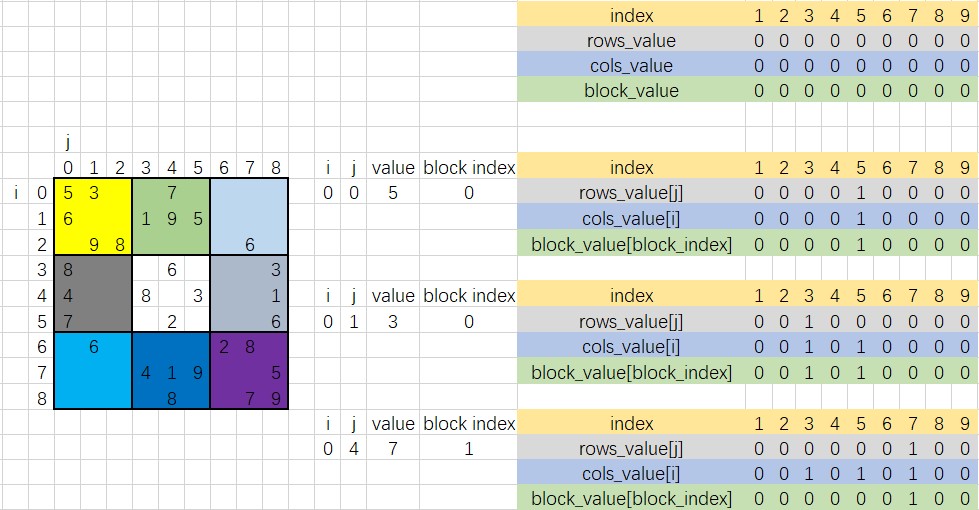 index 1 2 3 4 5 6 7 8 9
rows_value 0 0 0 0 0 0 0 0 0
cols_value 0 0 0 0 0 0 0 0 0
block_value 0 0 0 0 0 0 0 0 0
j
0 1 2 3 4 5 6 7 8 i j value block index index 1 2 3 4 5 6 7 8 9
i 0 5 3 7 0 0 5 0 rows_value[j] 0 0 0 0 1 0 0 0 0
1 6 1 9 5 cols_value[i] 0 0 0 0 1 0 0 0 0
2 9 8 6 block_value[block_index] 0 0 0 0 1 0 0 0 0
3 8 6 3
4 4 8 3 1 i j value block index index 1 2 3 4 5 6 7 8 9
5 7 2 6 0 1 3 0 rows_value[j] 0 0 1 0 0 0 0 0 0
6 6 2 8 cols_value[i] 0 0 1 0 1 0 0 0 0
7 4 1 9 5 block_value[block_index] 0 0 1 0 1 0 0 0 0
8 8 7 9
i j value block index index 1 2 3 4 5 6 7 8 9
0 4 7 1 rows_value[j] 0 0 0 0 0 0 1 0 0
cols_value[i] 0 0 1 0 1 0 1 0 0
block_value[block_index] 0 0 0 0 0 0 1 0 0